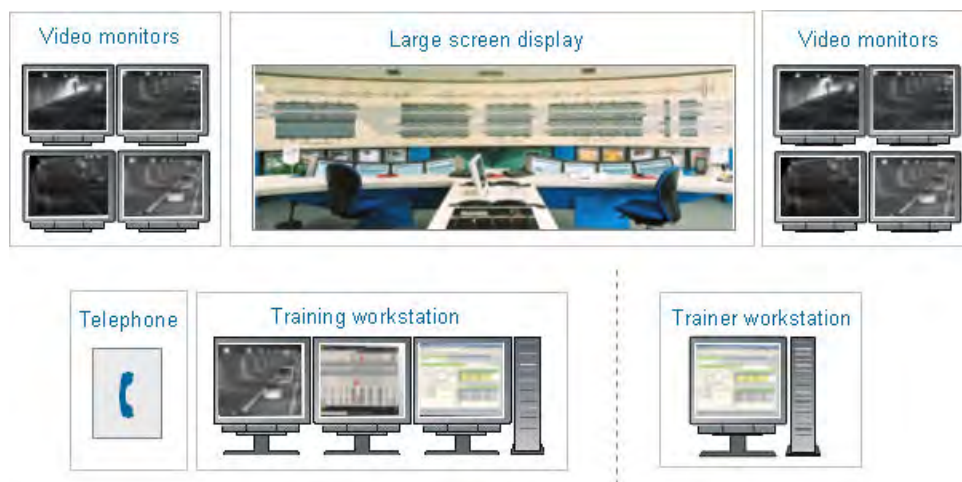 Video monitors
Large screen display
Video monitors
Telephone
Training workstation
Trainer workstation